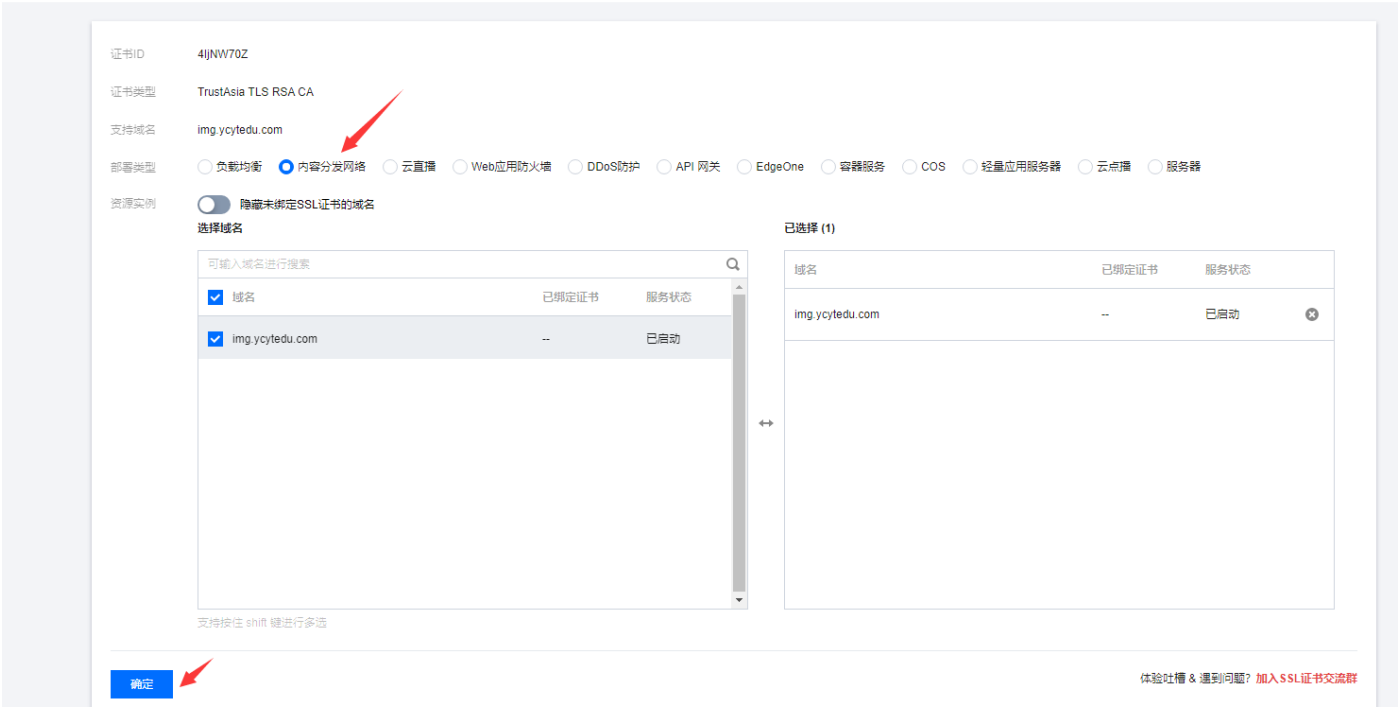 证书ID 4IjNW70Z
证书类型 TrustAsia TLS RSA CA
支持域名 img.ycytedu.com
部署类型 负载均衡 内容分发网络 云直播 Web应用防火墙 DDoS防护 API 网关 EdgeOne 容器服务 COS 轻量应用服务器 云点播 服务器
资源实例 隐藏未绑定SSL证书的域名
选择域名 已选择 (1)
可输入域名进行搜索
域名 已绑定证书 服务状态
img.ycytedu.com -- 已启动
域名 已绑定证书 服务状态
img.ycytedu.com -- 已启动
支持按住 shift 键进行多选
确定
体验吐槽 & 遇到问题? 加入SSL证书交流群